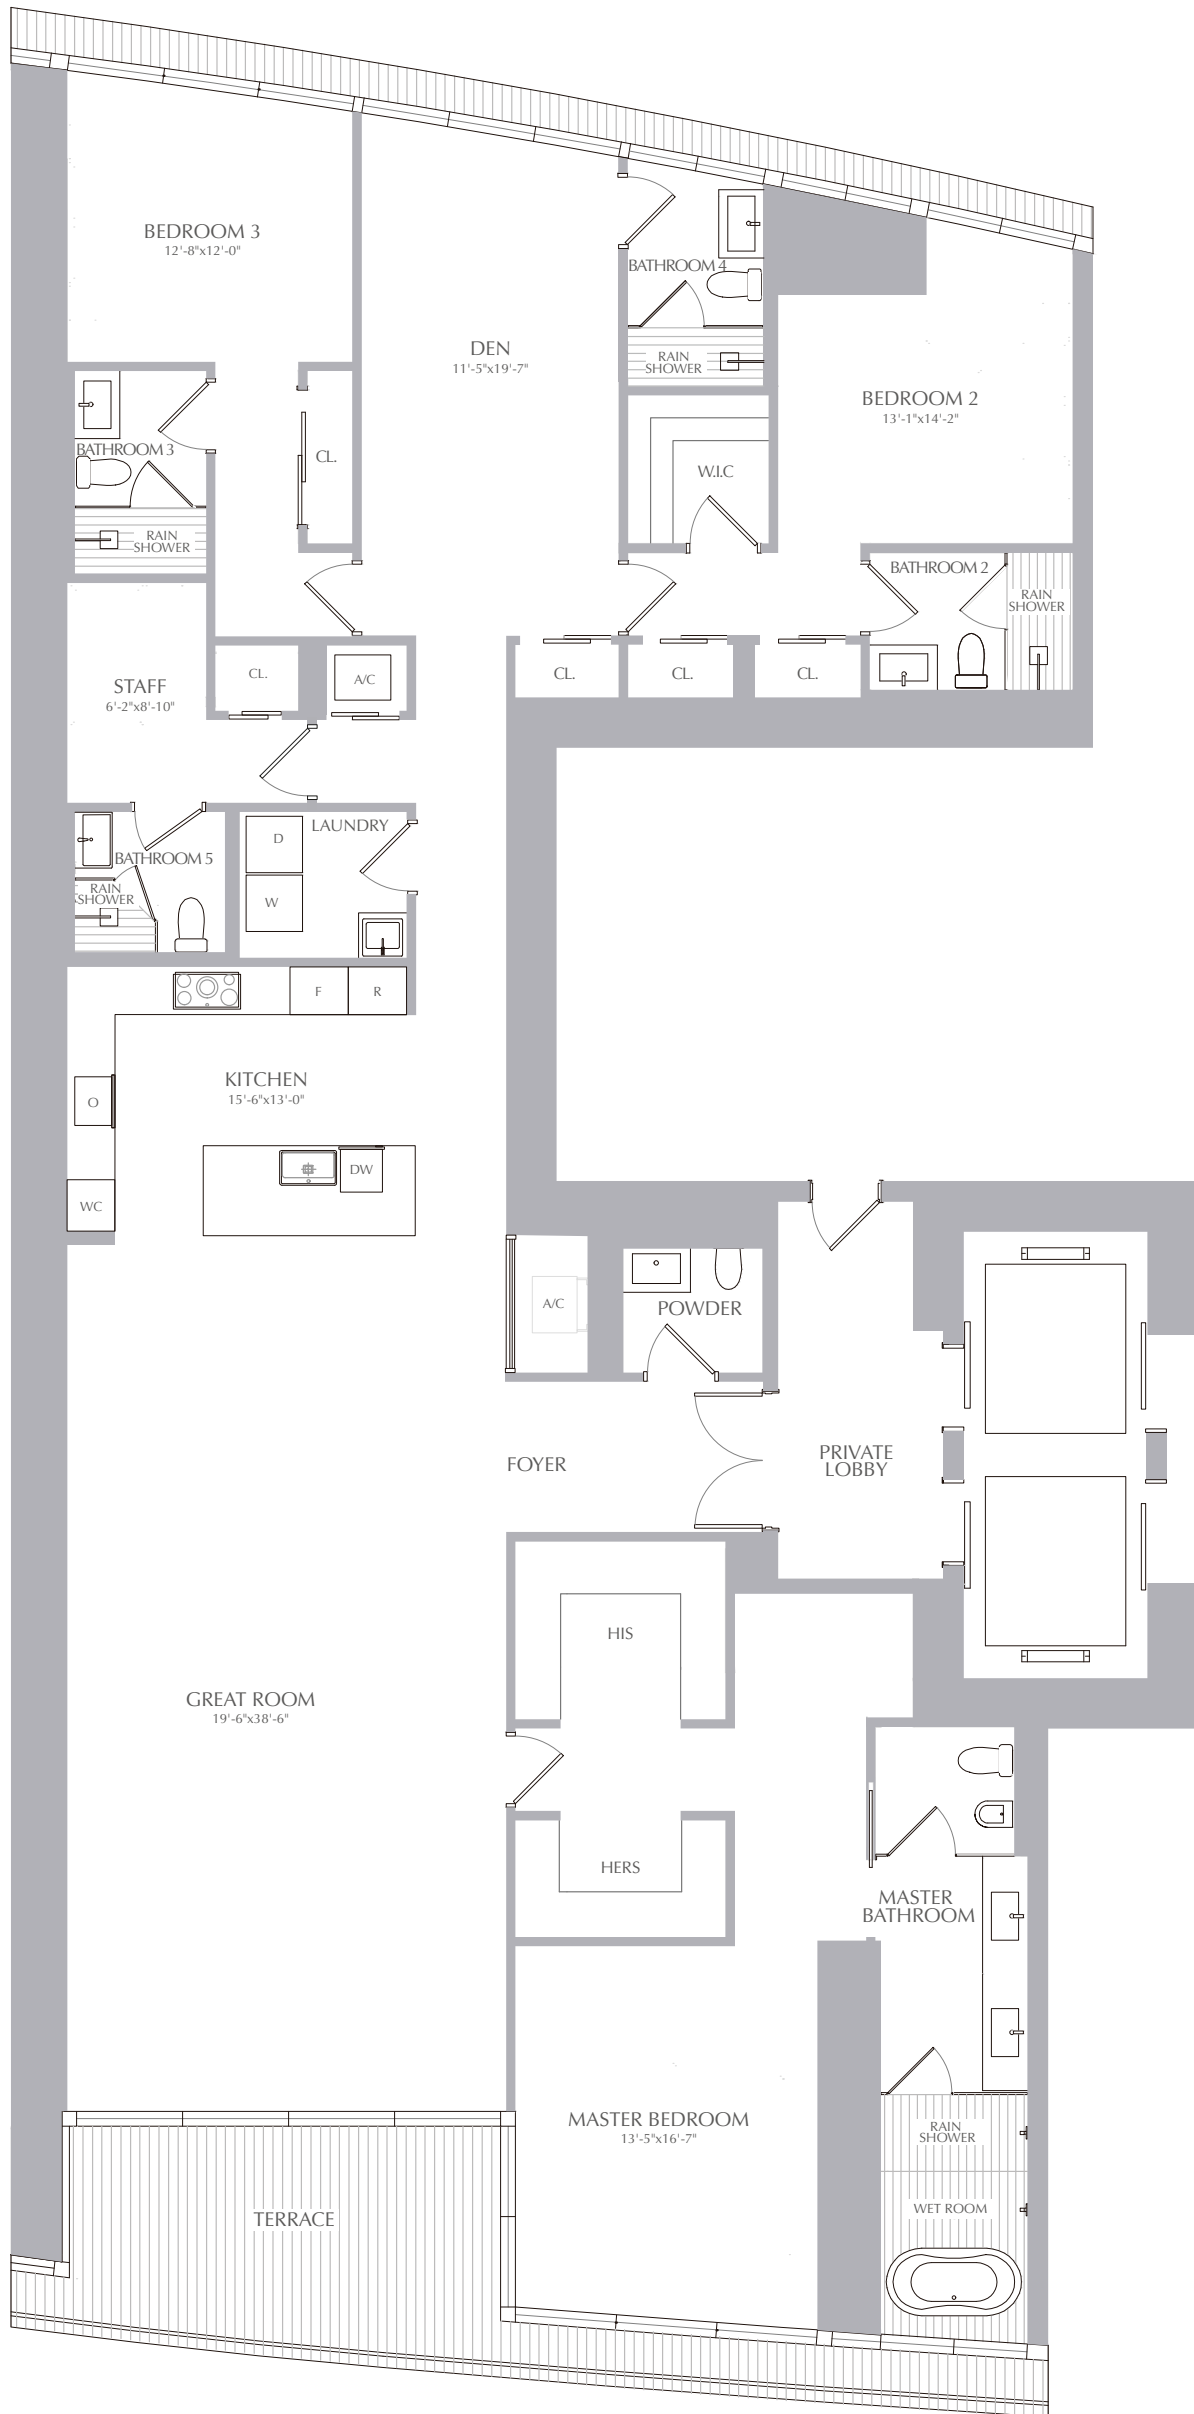 BEDROOM 3
12'-8"x12'-0"
BATHROOM 4
RAIN
SHOWER
DEN
11'-5"x19'-7"
BEDROOM 2
13'-1"x14'-2"
BATHROOM 3
CL.
W.I.C
RAIN
SHOWER
BATHROOM 2
RAIN
SHOWER
STAFF
6'-2"x8'-10"
CL.
A/C
CL.
CL.
CL.
LAUNDRY
D
W
BATHROOM 5
RAIN
SHOWER
F
R
KITCHEN
15'-6"x13'-0"
O
DW
WC
A/C
POWDER
FOYER
PRIVATE
LOBBY
HIS
GREAT ROOM
19'-6"x38'-6"
HERS
MASTER
BATHROOM
MASTER BEDROOM
13'-5"x16'-7"
RAIN
SHOWER
WET ROOM
TERRACE